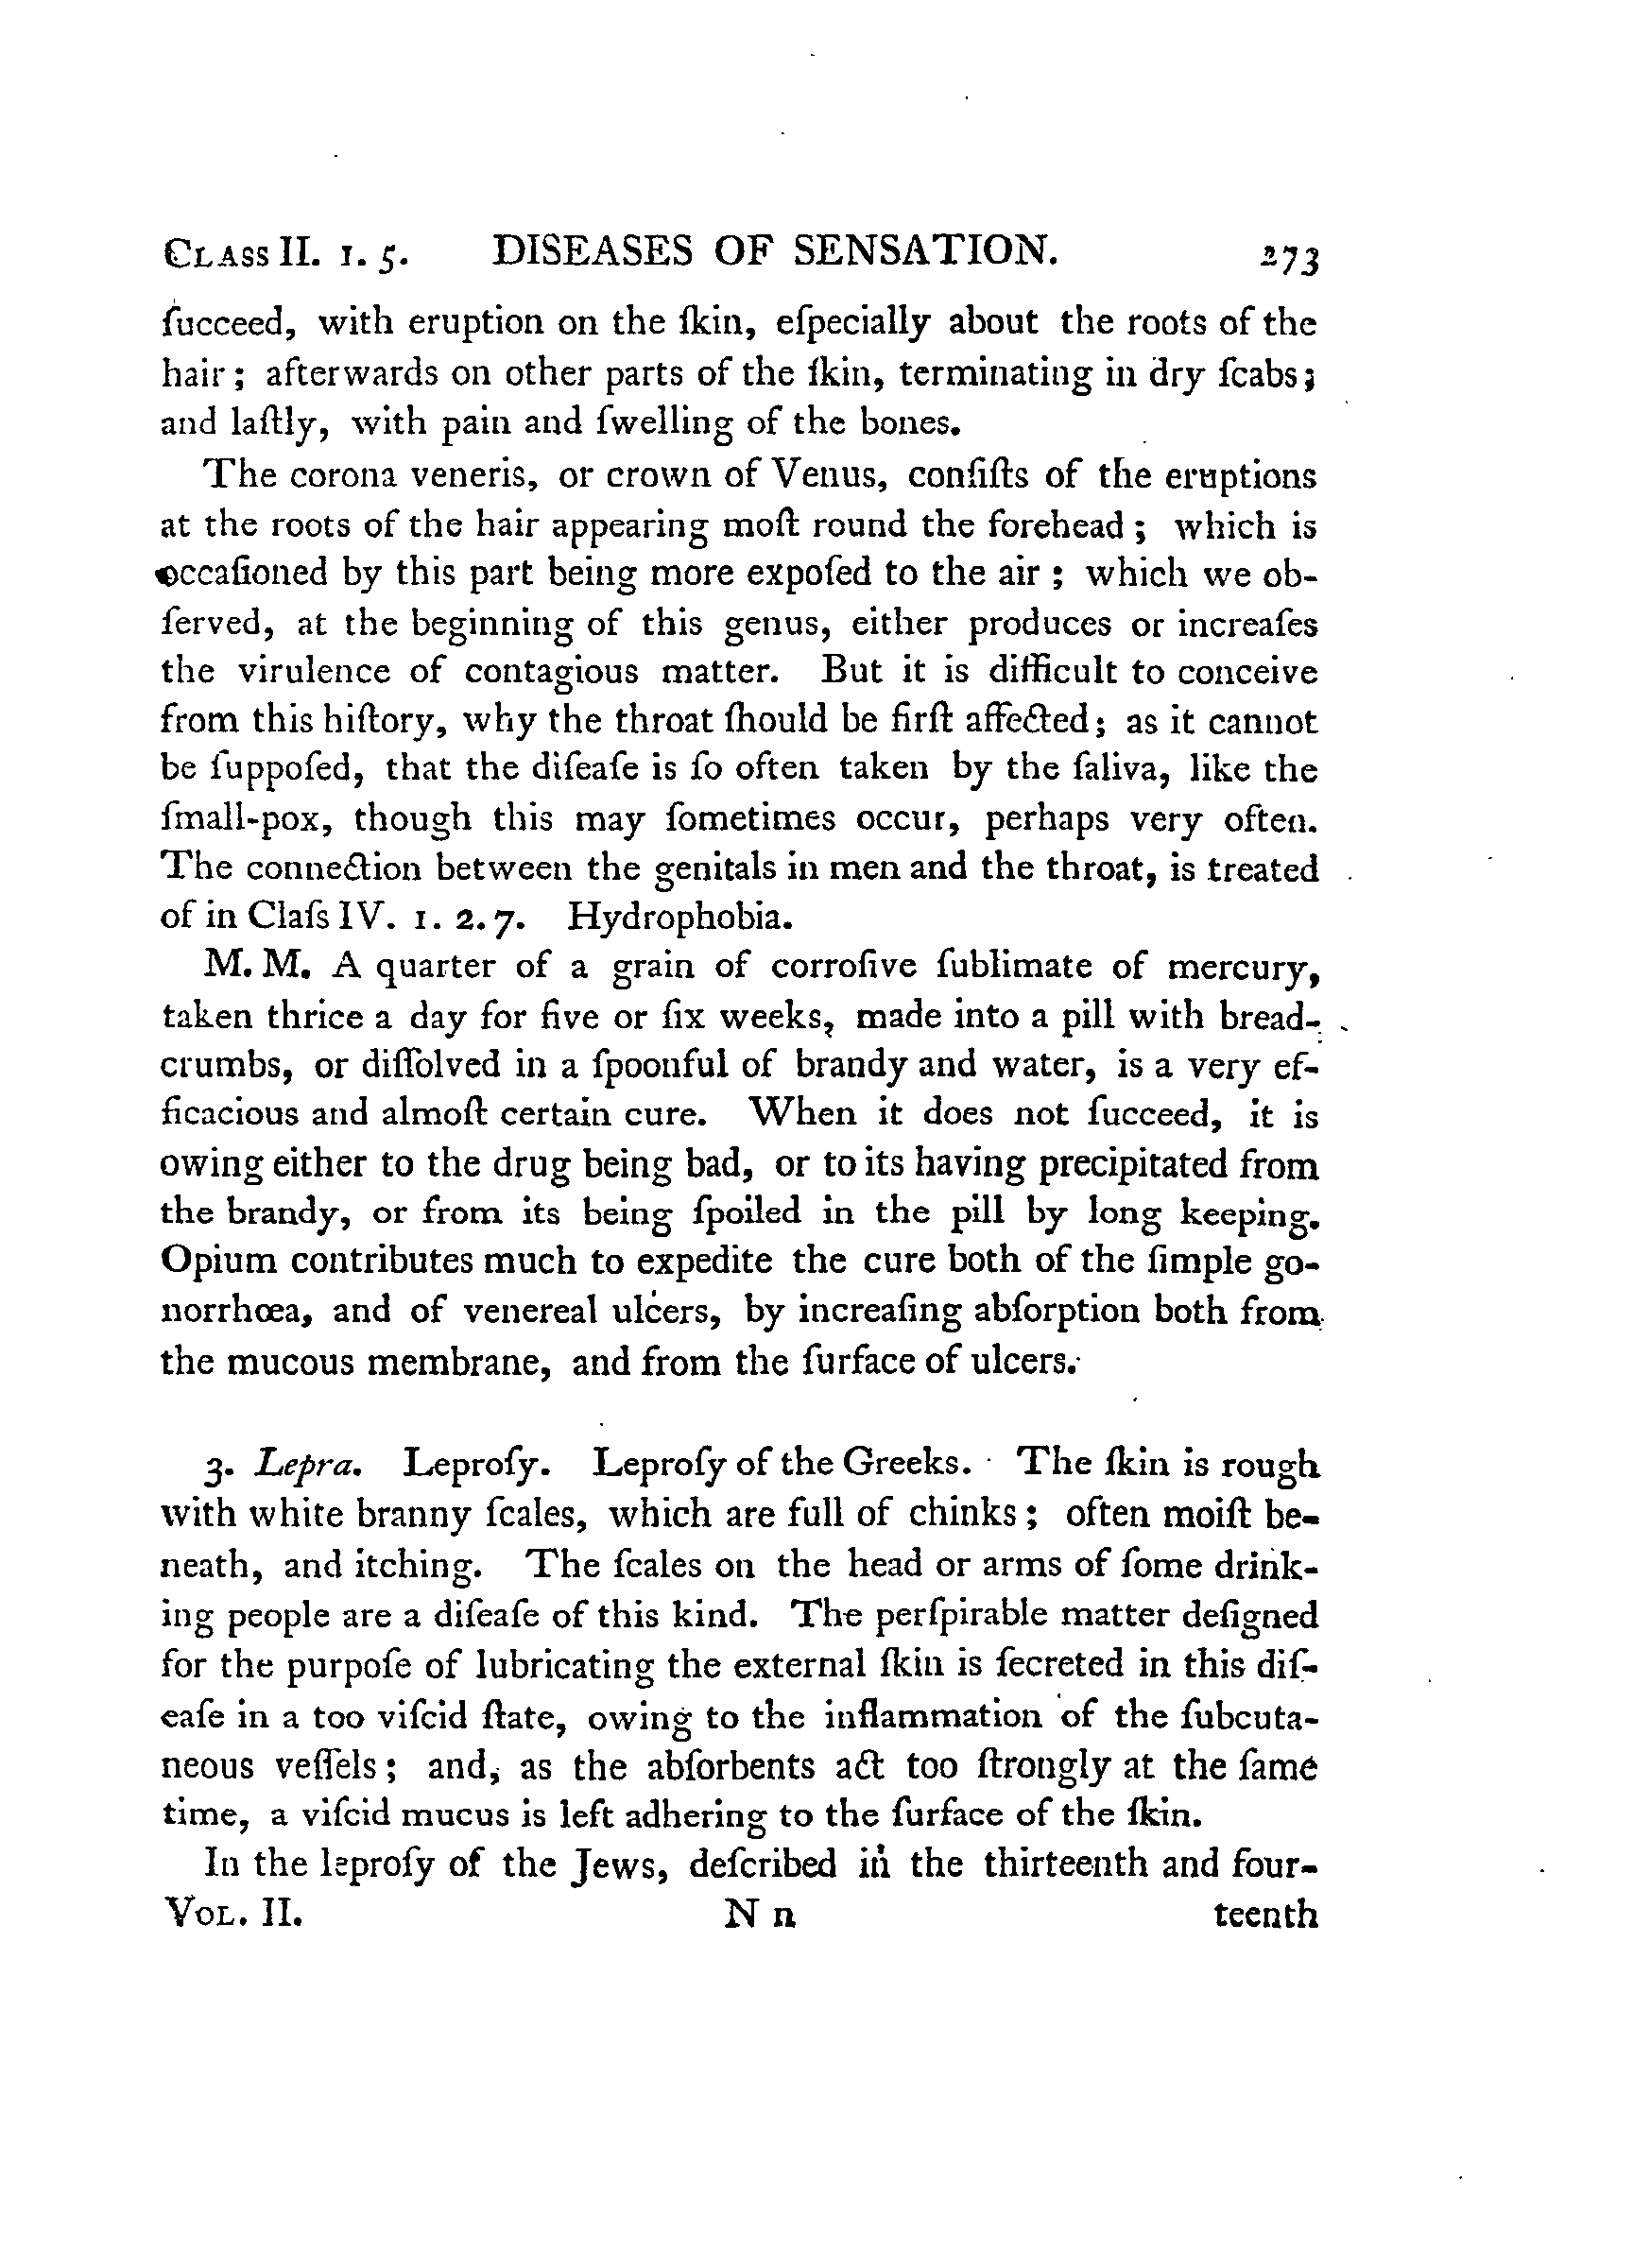 CLASS II. 1. 5. DISEASES OF SENSATION. 273
ſucceed, with eruption on the ſkin, eſpecially about the roots of the
hair; afterwards on other parts of the ſkin, terminating in dry ſcabs;
and laſtly, with pain and ſwelling of the bones.
The corona veneris, or crown of Venus, conſiſts of the eruptions
at the roots of the hair appearing moſt round the forehead; which is
occaſioned by this part being more expoſed to the air; which we ob-
ſerved, at the beginning of this genus, either produces or increaſes
the virulence of contagious matter. But it is difficult to conceive
from this hiſtory, why the throat ſhould be firſt affected; as it cannot
be ſuppoſed, that the diſeaſe is ſo often taken by the ſaliva, like the
ſmall-pox, though this may ſometimes occur, perhaps very often.
The connection between the genitals in men and the throat, is treated
of in Claſs IV. 1. 2. 7. Hydrophobia.
M. M. A quarter of a grain of corroſive ſublimate of mercury,
taken thrice a day for five or ſix weeks, made into a pill with bread-
crumbs, or diſſolved in a ſpoonful of brandy and water, is a very ef-
ficacious and almoſt certain cure. When it does not ſucceed, it is
owing either to the drug being bad, or to its having precipitated from
the brandy, or from its being ſpoiled in the pill by long keeping.
Opium contributes much to expedite the cure both of the ſimple go-
norrhœa, and of venereal ulcers, by increaſing abſorption both from
the mucous membrane, and from the ſurface of ulcers.
3. Lepra. Leproſy. Leproſy of the Greeks. The ſkin is rough
with white branny ſcales, which are full of chinks; often moiſt be-
neath, and itching. The ſcales on the head or arms of ſome drink-
ing people are a diſeaſe of this kind. The perſpirable matter deſigned
for the purpoſe of lubricating the external ſkin is ſecreted in this diſ-
eaſe in a too viſcid ſtate, owing to the inflammation of the ſubcuta-
neous veſſels; and, as the abſorbents act too ſtrongly at the ſame
time, a viſcid mucus is left adhering to the ſurface of the ſkin.
In the leproſy of the Jews, deſcribed in the thirteenth and four-
VOL. II. N n teenth